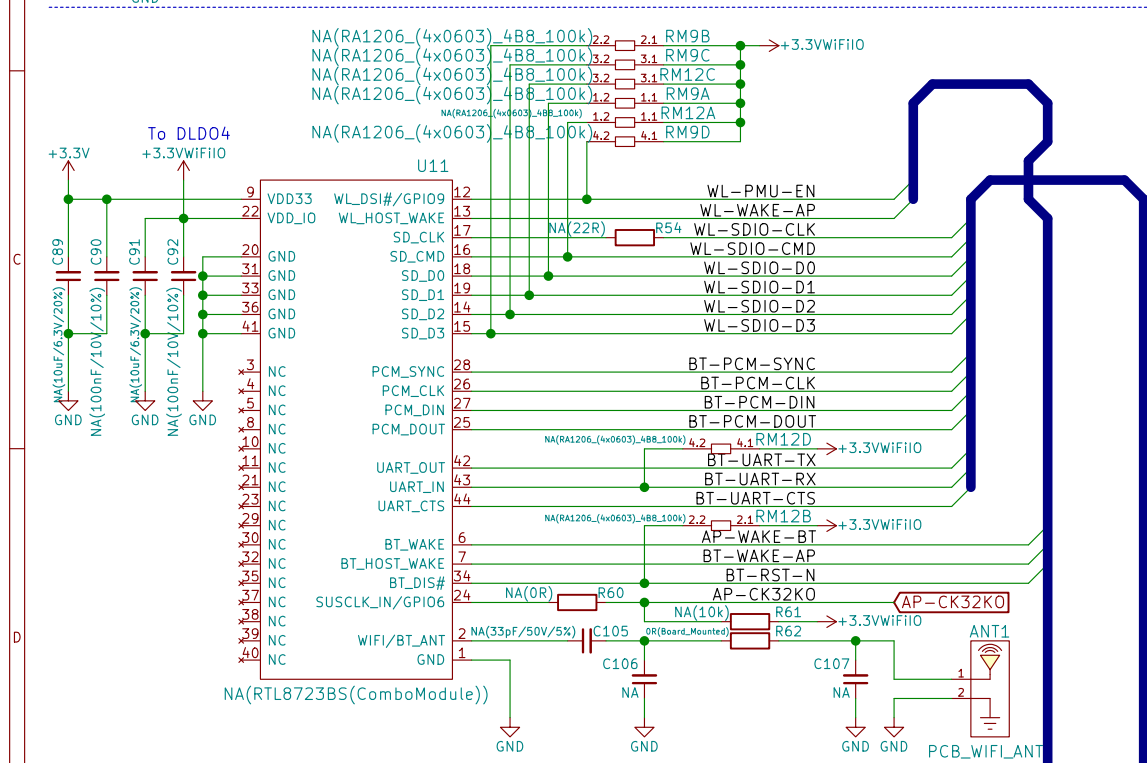 GND
NA(RA1206_(4x0603)_4B8_100k) 2.2 2.1 RM9B
+3.3VWiFiIO
NA(RA1206_(4x0603)_4B8_100k) 3.2 3.1 RM9C
NA(RA1206_(4x0603)_4B8_100k) 3.2 3.1 RM12C
NA(RA1206_(4x0603)_4B8_100k) 1.2 1.1 RM9A
NA(RA1206_(4x0603)_4B8_100k) 1.2 1.1 RM12A
NA(RA1206_(4x0603)_4B8_100k) 4.2 4.1 RM9D
To DLDO4
+3.3V +3.3VWiFiIO
U11
9 VDD33 WL_DSI#/GPIO9 12 WL-PMU-EN
22 VDD_IO WL_HOST_WAKE 13 WL-WAKE-AP
SD_CLK 17 NA(22R) R54 WL-SDIO-CLK
20 GND SD_CMD 16 WL-SDIO-CMD
31 GND SD_D0 18 WL-SDIO-D0
33 GND SD_D1 19 WL-SDIO-D1
36 GND SD_D2 14 WL-SDIO-D2
41 GND SD_D3 15 WL-SDIO-D3
C89 C90 C91 C92
NA(10uF/6.3V/20%) NA(100nF/10V/10%) NA(10uF/6.3V/20%) NA(100nF/10V/10%)
GND GND GND
C
3 NC PCM_SYNC 28 BT-PCM-SYNC
4 NC PCM_CLK 26 BT-PCM-CLK
5 NC PCM_DIN 27 BT-PCM-DIN
8 NC PCM_DOUT 25 BT-PCM-DOUT
10 NC NA(RA1206_(4x0603)_4B8_100k) 4.2 4.1 RM12D +3.3VWiFiIO
11 NC UART_OUT 42 BT-UART-TX
21 NC UART_IN 43 BT-UART-RX
23 NC UART_CTS 44 BT-UART-CTS
29 NC NA(RA1206_(4x0603)_4B8_100k) 2.2 2.1 RM12B +3.3VWiFiIO
30 NC BT_WAKE 6 AP-WAKE-BT
32 NC BT_HOST_WAKE 7 BT-WAKE-AP
35 NC BT_DIS# 34 BT-RST-N
37 NC SUSCLK_IN/GPIO6 24 NA(0R) R60 AP-CK32KO AP-CK32KO
38 NC NA(10k) R61 +3.3VWiFiIO
39 NC WIFI/BT_ANT 2 NA(33pF/50V/5%) C105 0R(Board_Mounted) R62 ANT1
40 NC GND 1
D
C106 NA C107 NA 1 2
NA(RTL8723BS(ComboModule))
GND GND GND GND
PCB_WIFI_ANT